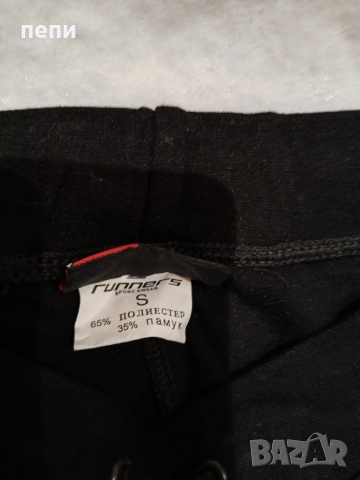 пепи
runners
SPORTSWEAR
S
65% ПОЛИЕСТЕР
35% памук
BAZAR